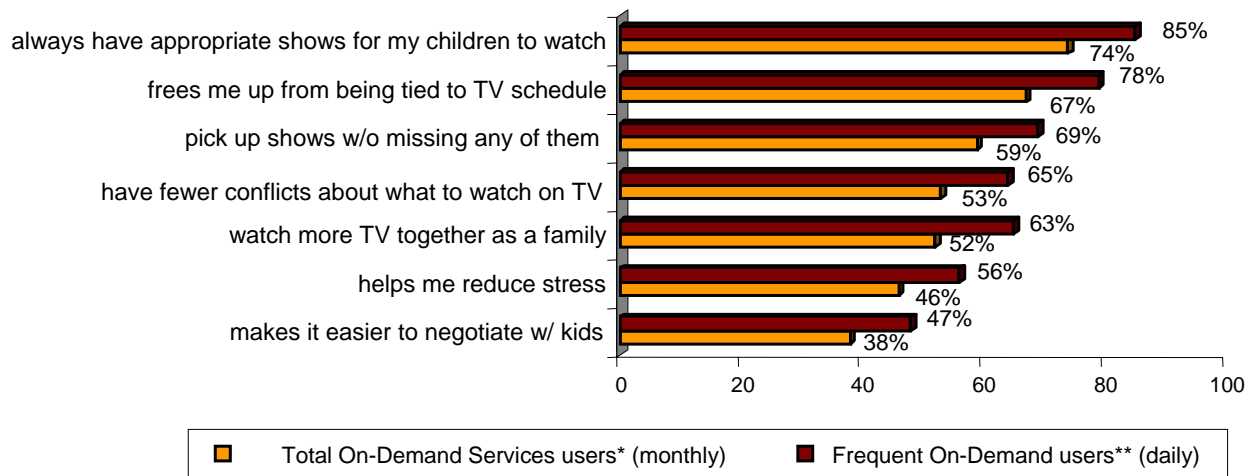 always have appropriate shows for my children to watch 85%
74%
frees me up from being tied to TV schedule 78%
67%
pick up shows w/o missing any of them 69%
59%
have fewer conflicts about what to watch on TV 65%
53%
watch more TV together as a family 63%
52%
helps me reduce stress 56%
46%
makes it easier to negotiate w/ kids 47%
38%
0 20 40 60 80 100
Total On-Demand Services users* (monthly) Frequent On-Demand users** (daily)